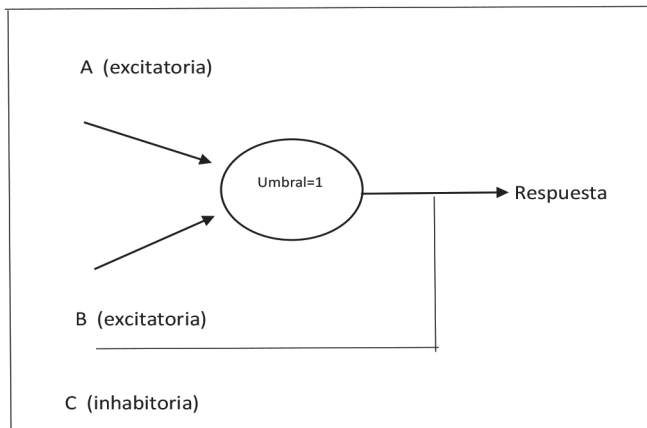 A (excitatoria)
Umbral=1
Respuesta
B (excitatoria)
C (inhabitoria)